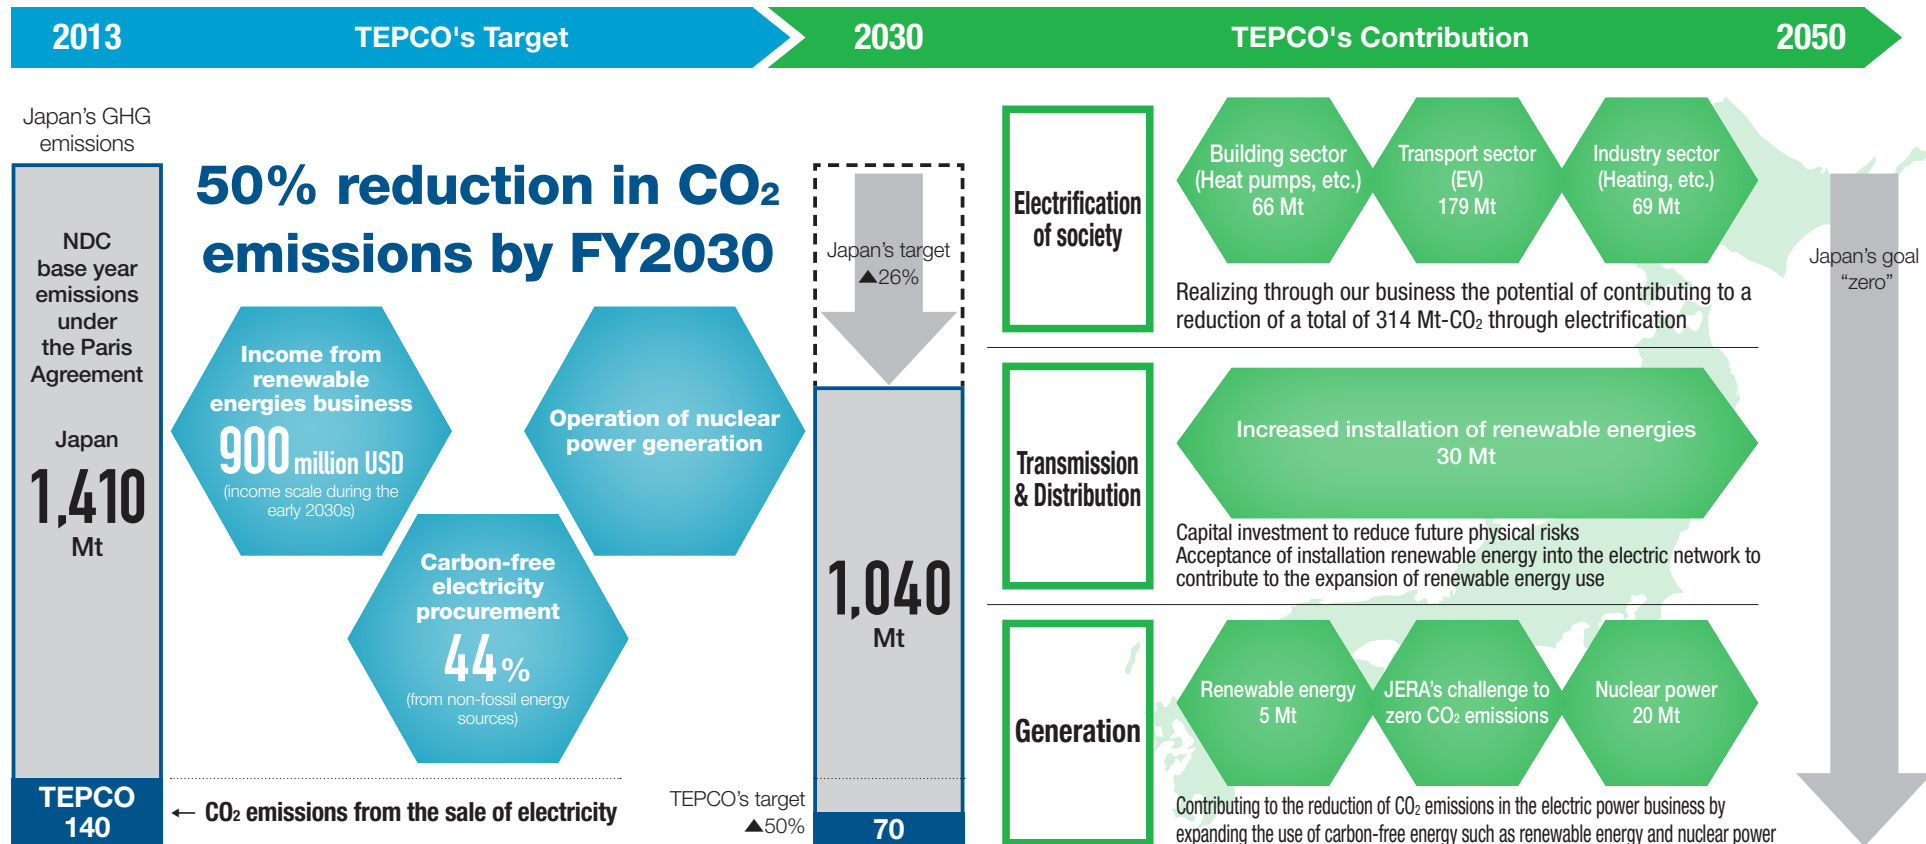 2013
TEPCO's Target
2030
TEPCO's Contribution
2050
Japan's GHG
emissions
NDC
base year
emissions
under
the Paris
Agreement
Japan
1,410
Mt
TEPCO
140
50% reduction in CO₂
emissions by FY2030
Income from
renewable
energies business
900 million USD
(income scale during the
early 2030s)
Operation of nuclear
power generation
Carbon-free
electricity
procurement
44%
(from non-fossil energy
sources)
← CO₂ emissions from the sale of electricity
TEPCO's target
▲50%
Japan's target
▲26%
1,040
Mt
70
Electrification
of society
Building sector
(Heat pumps, etc.)
66 Mt
Transport sector
(EV)
179 Mt
Industry sector
(Heating, etc.)
69 Mt
Realizing through our business the potential of contributing to a
reduction of a total of 314 Mt-CO₂ through electrification
Transmission
& Distribution
Increased installation of renewable energies
30 Mt
Capital investment to reduce future physical risks
Acceptance of installation renewable energy into the electric network to
contribute to the expansion of renewable energy use
Generation
Renewable energy
5 Mt
JERA's challenge to
zero CO₂ emissions
Nuclear power
20 Mt
Contributing to the reduction of CO₂ emissions in the electric power business by
expanding the use of carbon-free energy such as renewable energy and nuclear power
Japan's goal
“zero”